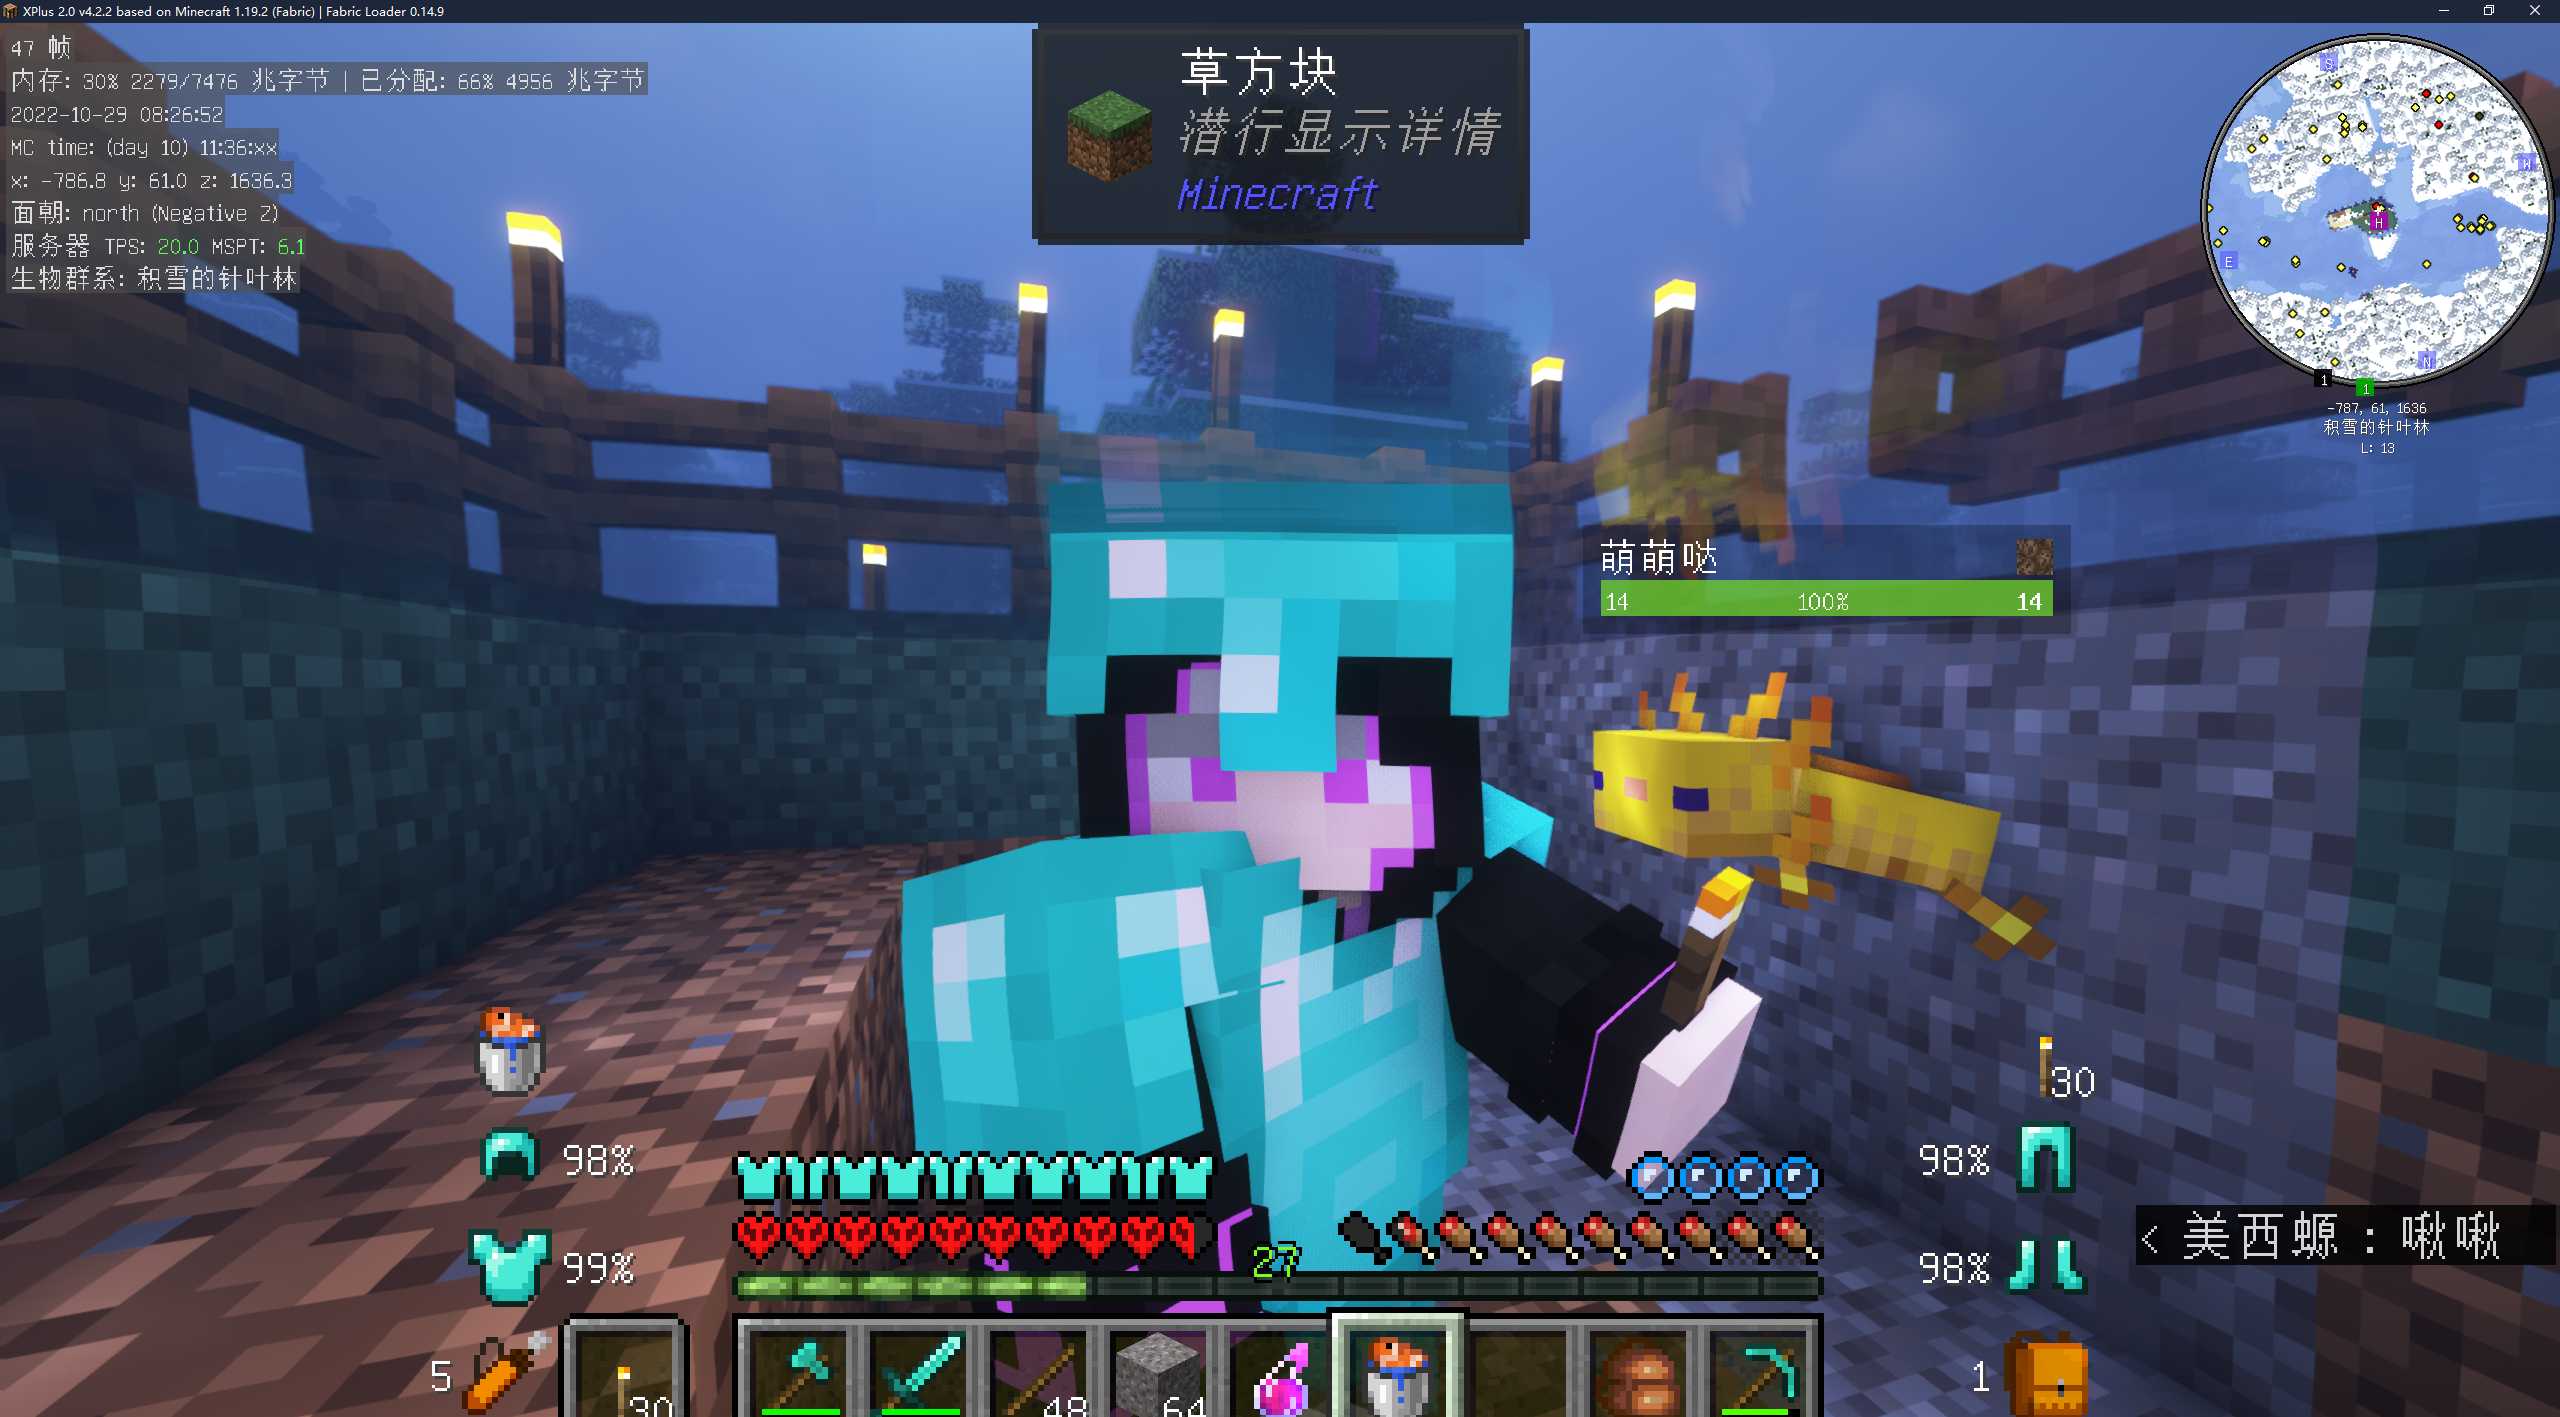 XPlus 2.0 v4.2.2 based on Minecraft 1.19.2 (Fabric) | Fabric Loader 0.14.9
47 帧
内存: 30% 2279/7476 兆字节 | 已分配: 66% 4956 兆字节
2022-10-29 08:26:52
MC time: (day 10) 11:36:xx
x: -786.8 y: 61.0 z: 1636.3
面朝: north (Negative Z)
服务器 TPS: 20.0 MSPT: 6.1
生物群系: 积雪的针叶林
草方块
潜行显示详情
Minecraft
S
W
H
E
N
1
1
-787, 61, 1636
积雪的针叶林
L: 13
萌萌哒
14 100% 14
30
98%
98%
< 美西螈：啾啾
99%
98%
27
5
30
48
64
1